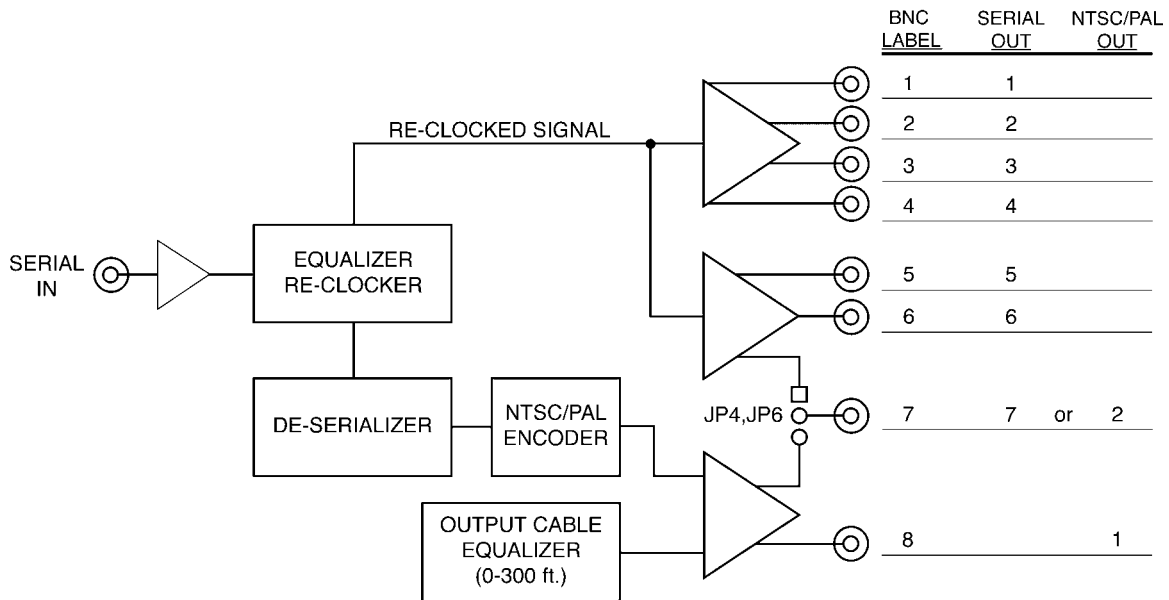 BNC LABEL SERIAL OUT NTSC/PAL OUT
1 1
2 2
3 3
4 4
5 5
6 6
7 7 or 2
8 1
RE-CLOCKED SIGNAL
SERIAL
IN
EQUALIZER
RE-CLOCKER
DE-SERIALIZER
NTSC/PAL
ENCODER
JP4,JP6
OUTPUT CABLE
EQUALIZER
(0-300 ft.)